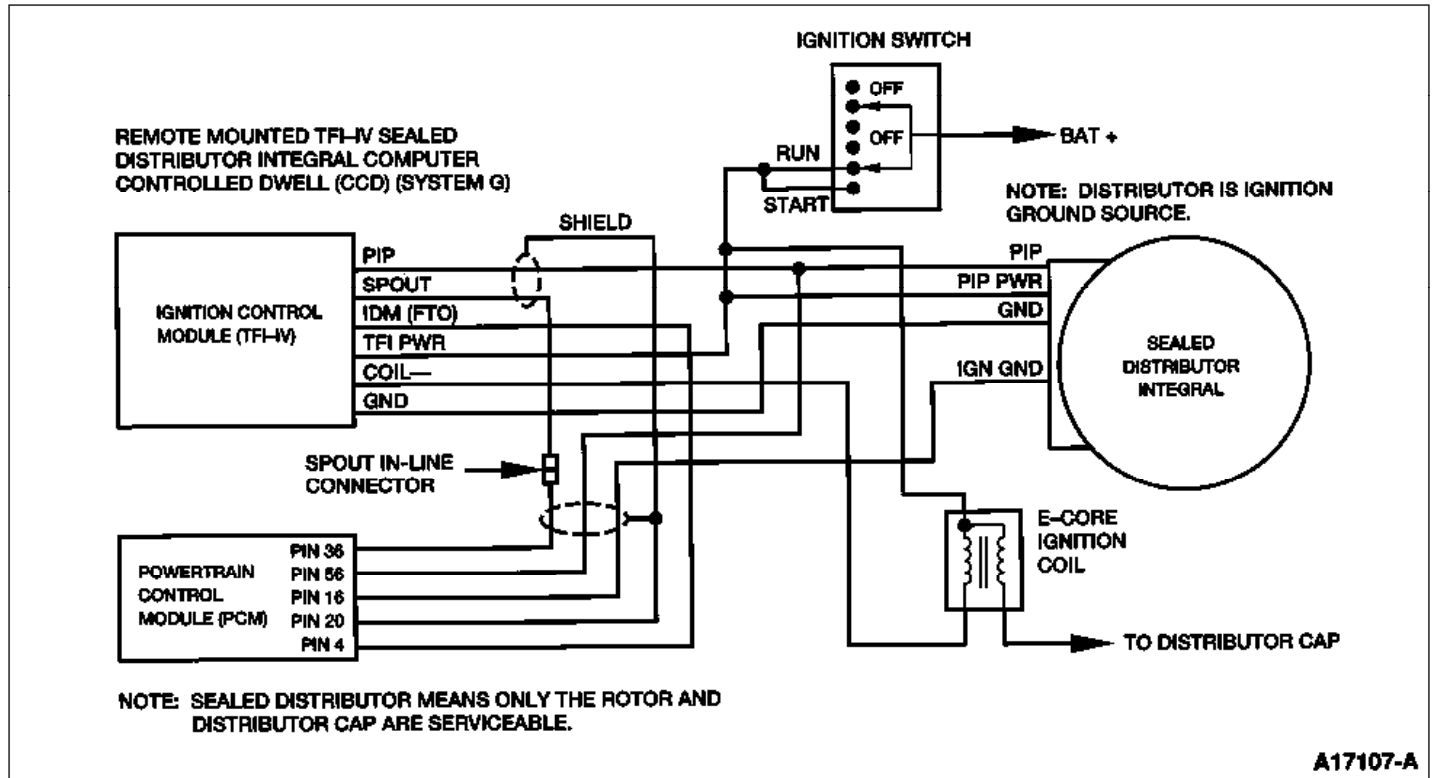 IGNITION SWITCH
OFF
OFF
BAT +
RUN
START
REMOTE MOUNTED TFI-IV SEALED
DISTRIBUTOR INTEGRAL COMPUTER
CONTROLLED DWELL (CCD) (SYSTEM G)
NOTE: DISTRIBUTOR IS IGNITION
GROUND SOURCE.
SHIELD
PIP
SPOUT
IDM (FTO)
TFI PWR
COIL—
GND
IGNITION CONTROL
MODULE (TFI-IV)
PIP
PIP PWR
GND
IGN GND
SEALED
DISTRIBUTOR
INTEGRAL
SPOUT IN-LINE
CONNECTOR
E-CORE
IGNITION
COIL
POWERTRAIN
CONTROL
MODULE (PCM)
PIN 36
PIN 56
PIN 16
PIN 20
PIN 4
TO DISTRIBUTOR CAP
NOTE: SEALED DISTRIBUTOR MEANS ONLY THE ROTOR AND
DISTRIBUTOR CAP ARE SERVICEABLE.
A17107-A